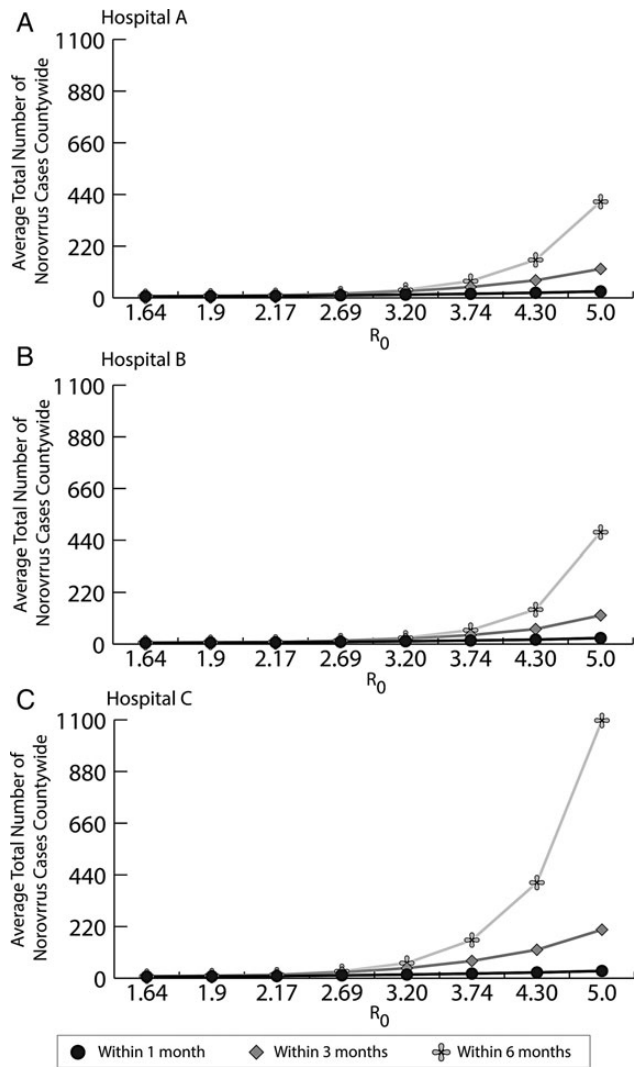 A
Hospital A
Average Total Number of
Norovrrus Cases Countywide
1100
880
660
440
220
0
1.64 1.9 2.17 2.69 3.20 3.74 4.30 5.0
R0
B
Hospital B
Average Total Number of
Norovrrus Cases Countywide
1100
880
660
440
220
0
1.64 1.9 2.17 2.69 3.20 3.74 4.30 5.0
R0
C
Hospital C
Average Total Number of
Norovrrus Cases Countywide
1100
880
660
440
220
0
1.64 1.9 2.17 2.69 3.20 3.74 4.30 5.0
R0
Within 1 month Within 3 months Within 6 months